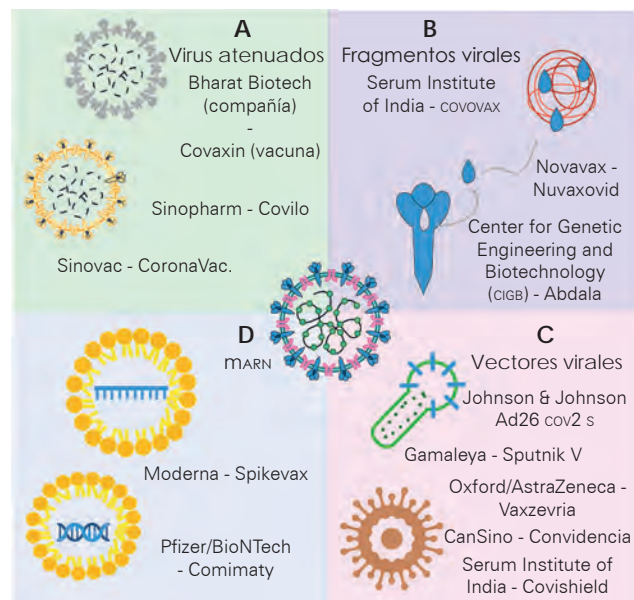 A
Virus atenuados
Bharat Biotech
(compañía)
-
Covaxin (vacuna)
Sinopharm - Covilo
Sinovac - CoronaVac.
B
Fragmentos virales
Serum Institute
of India - COVOVAX
Novavax -
Nuvaxovid
Center for Genetic
Engineering and
Biotechnology
(CIGB) - Abdala
D
mARN
Moderna - Spikevax
Pfizer/BioNTech
- Comimaty
C
Vectores virales
Johnson & Johnson
Ad26 COV2 S
Gamaleya - Sputnik V
Oxford/AstraZeneca -
Vaxzevria
CanSino - Convidencia
Serum Institute of
India - Covishield